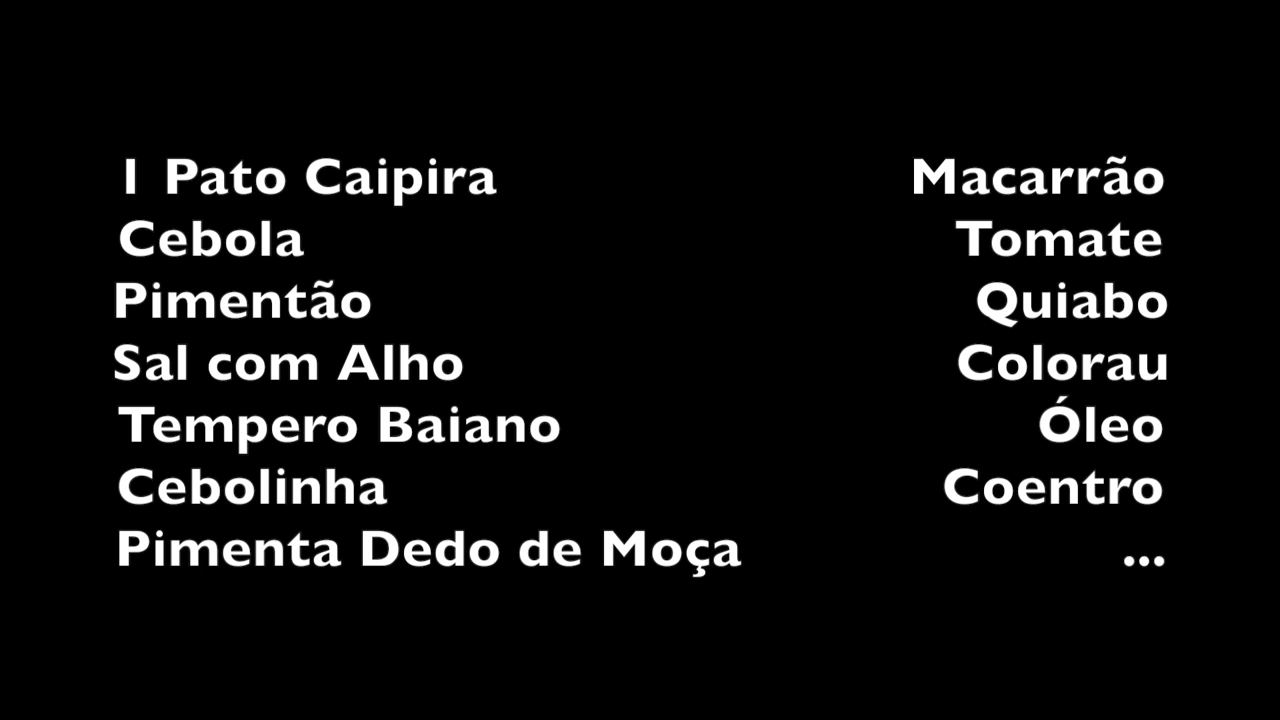 1 Pato Caipira Macarrão
Cebola Tomate
Pimentão Quiabo
Sal com Alho Colorau
Tempero Baiano Óleo
Cebolinha Coentro
Pimenta Dedo de Moça ...